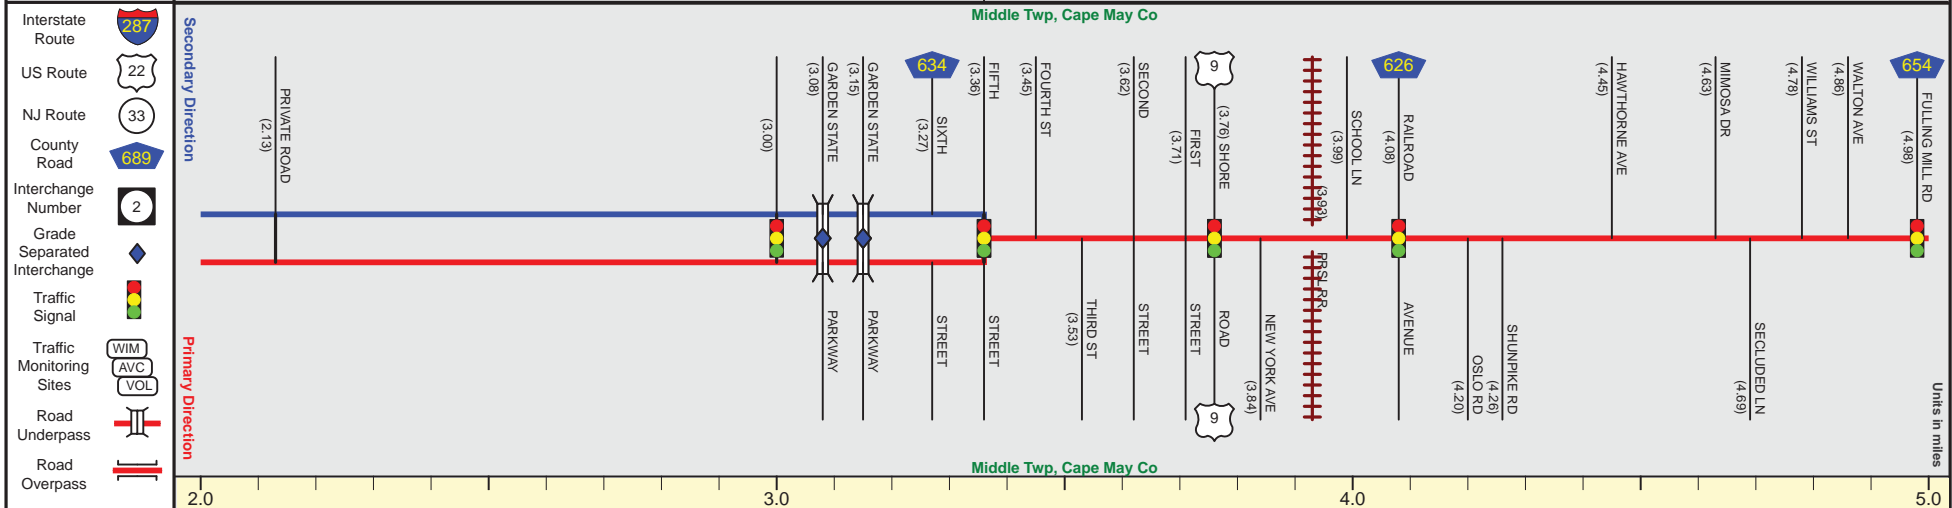 Interstate
Route
287
US Route
22
NJ Route
33
County
Road
689
Interchange
Number
2
Grade
Separated
Interchange
Traffic
Signal
Traffic
Monitoring
Sites
WIM
AVC
VOL
Road
Underpass
Road
Overpass
Secondary Direction
Primary Direction
Middle Twp, Cape May Co
PRIVATE ROAD
(2.13)
(3.00)
GARDEN STATE
(3.08)
PARKWAY
GARDEN STATE
(3.15)
PARKWAY
634
SIXTH
(3.27)
STREET
FIFTH
(3.36)
STREET
FOURTH ST
(3.45)
THIRD ST
(3.53)
SECOND
(3.62)
STREET
FIRST
(3.71)
STREET
9
(3.76) SHORE
ROAD
9
NEW YORK AVE
(3.84)
(3.93)
PRSL RR
SCHOOL LN
(3.99)
626
RAILROAD
(4.08)
AVENUE
OSLO RD
(4.20)
SHUNPIKE RD
(4.26)
HAWTHORNE AVE
(4.45)
MIMOSA DR
(4.63)
SECLUDED LN
(4.69)
WILLIAMS ST
(4.78)
WALTON AVE
(4.86)
654
FULLING MILL RD
(4.98)
Units in miles
Middle Twp, Cape May Co
2.0
3.0
4.0
5.0